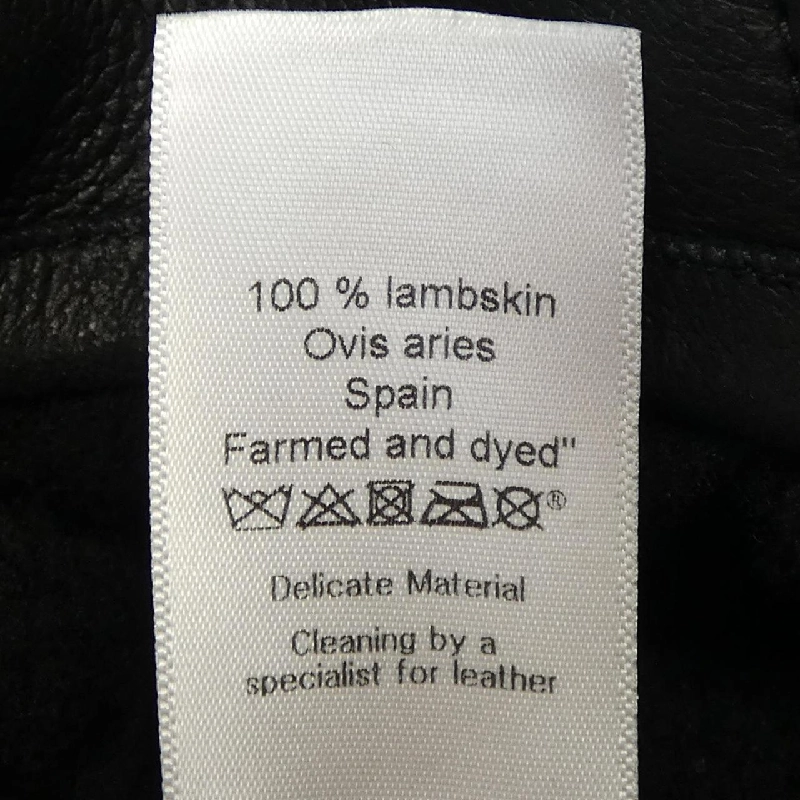 100 % lambskin
Ovis aries
Spain
Farmed and dyed"
®
Delicate Material
Cleaning by a
specialist for leather